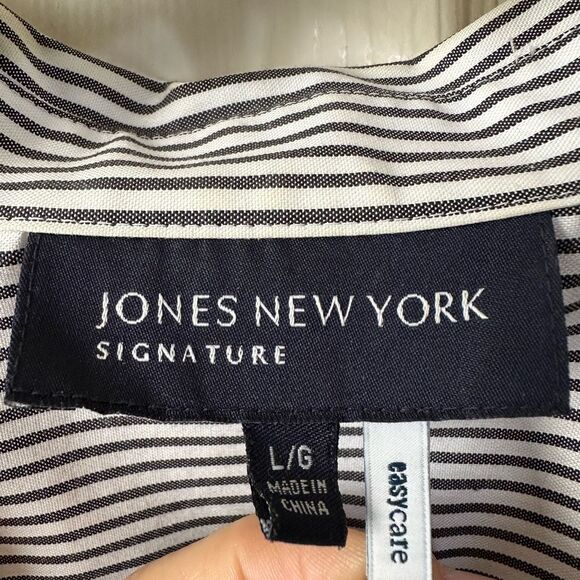 JONES NEW YORK
SIGNATURE
L/G
MADE IN
CHINA
easycare